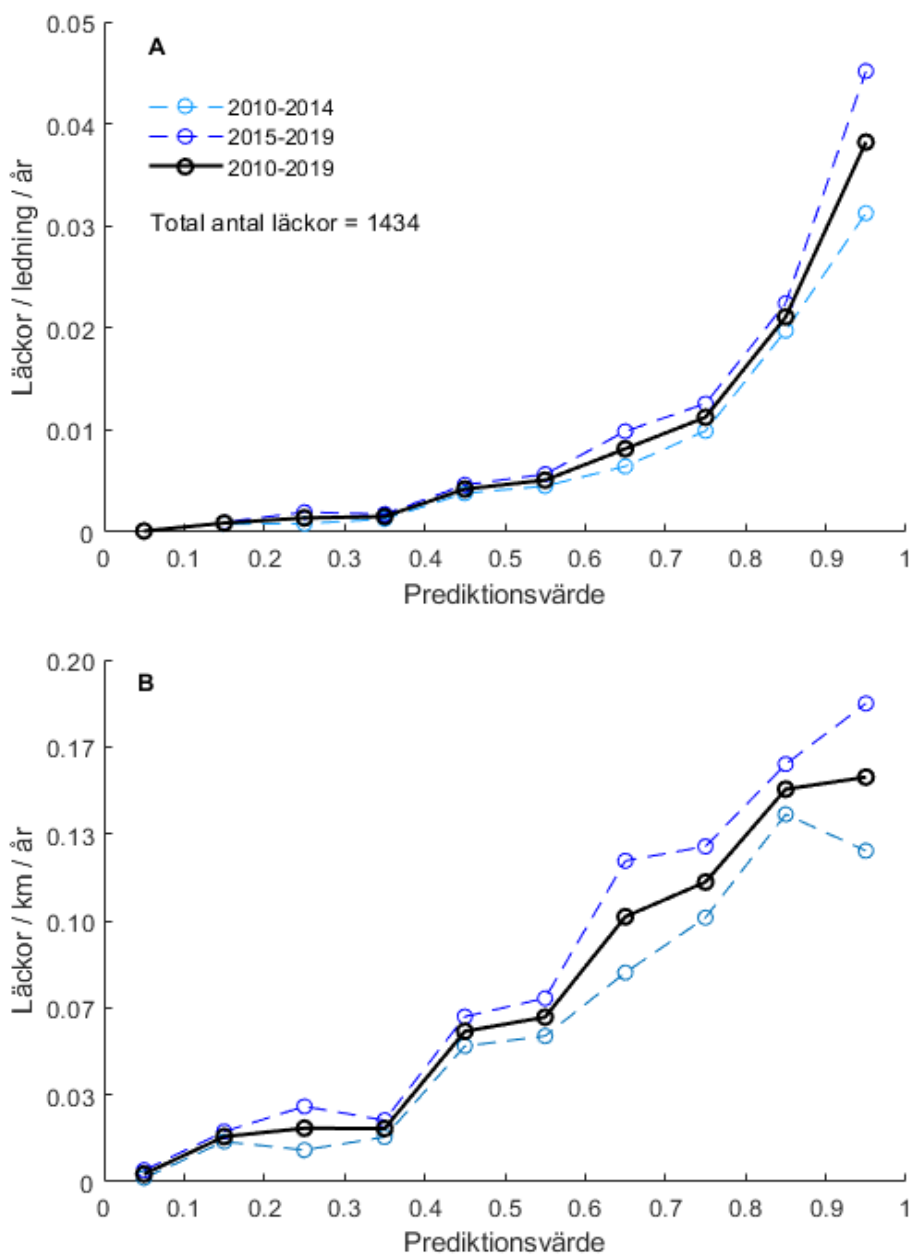 A
2010-2014
2015-2019
2010-2019
Total antal läckor = 1434
Läckor / ledning / år
0.05
0.04
0.03
0.02
0.01
0
0 0.1 0.2 0.3 0.4 0.5 0.6 0.7 0.8 0.9 1
Prediktionsvärde
B
Läckor / km / år
0.20
0.17
0.13
0.10
0.07
0.03
0
0 0.1 0.2 0.3 0.4 0.5 0.6 0.7 0.8 0.9 1
Prediktionsvärde